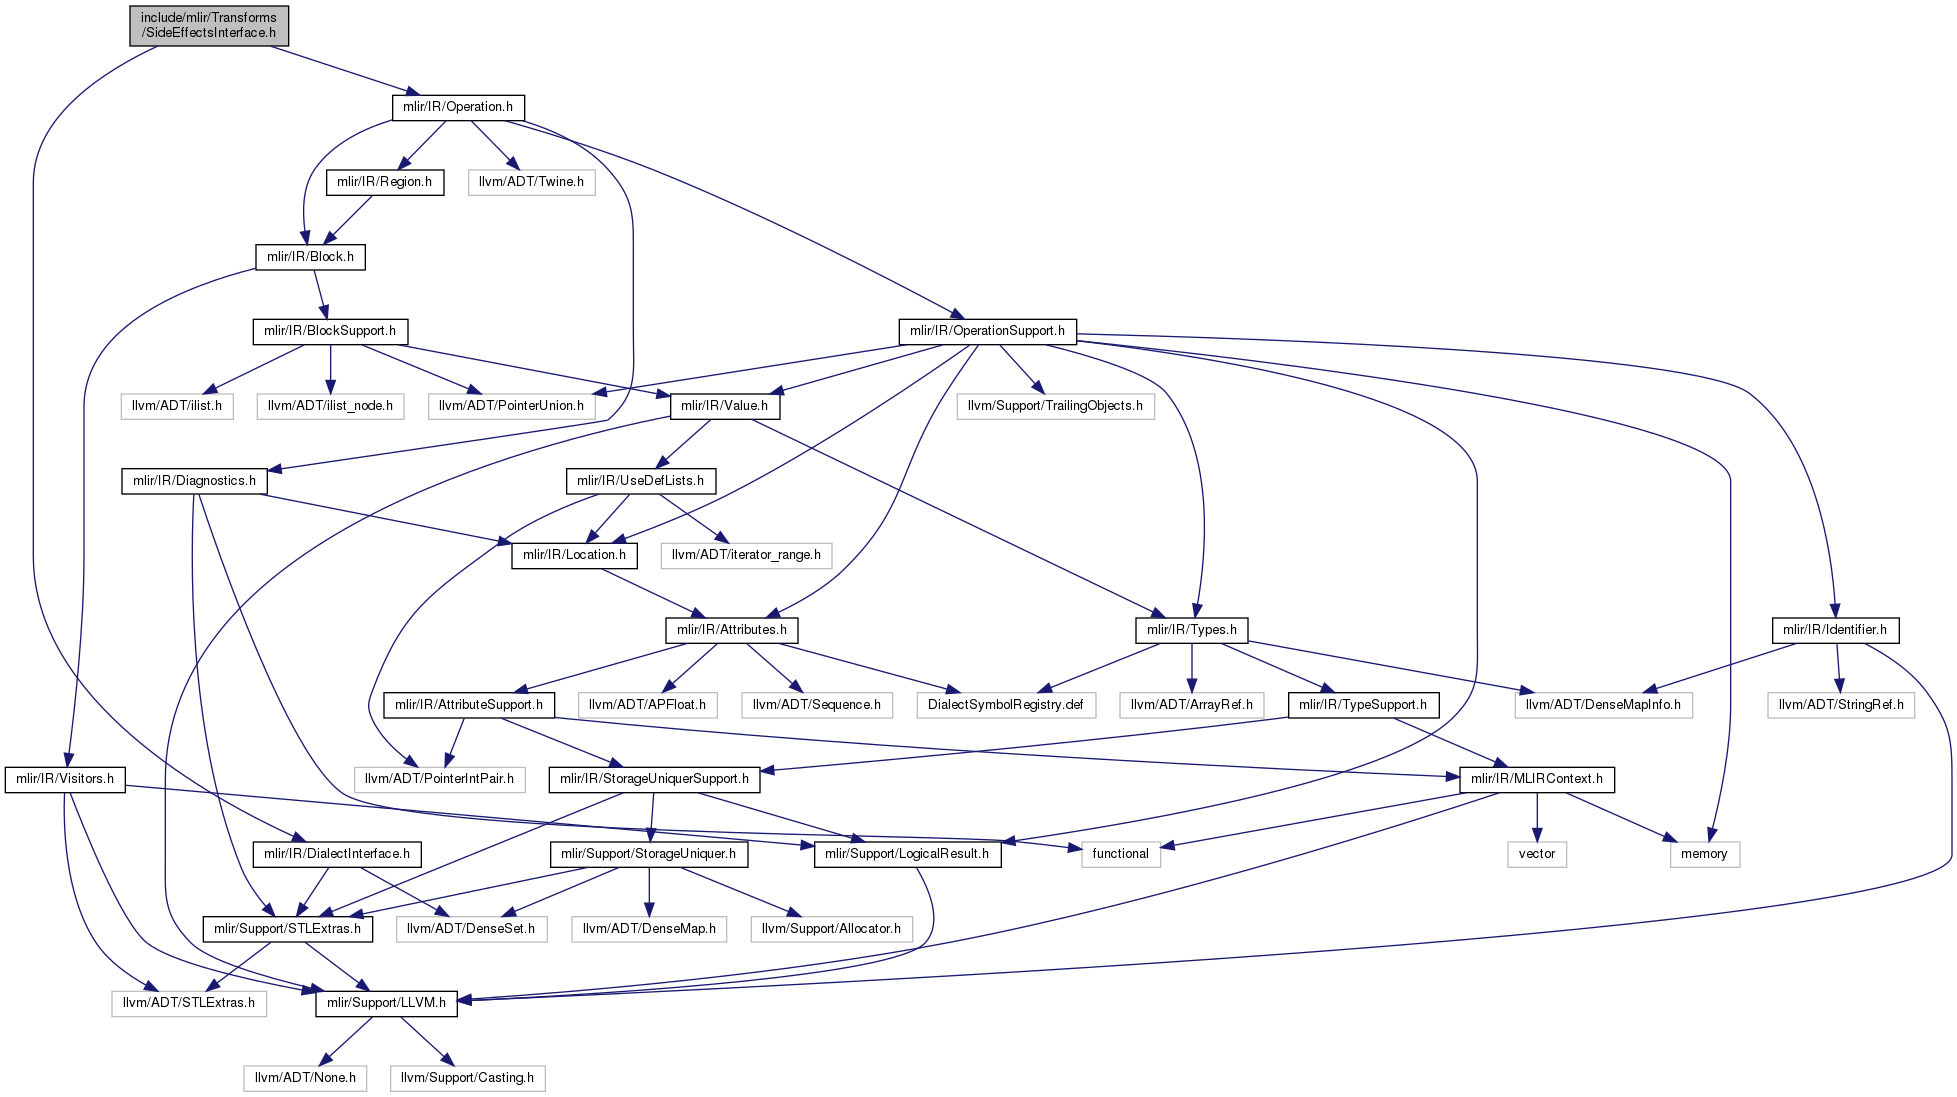 include/mlir/Transforms
/SideEffectsInterface.h
mlir/IR/Operation.h
mlir/IR/Region.h
llvm/ADT/Twine.h
mlir/IR/Block.h
mlir/IR/BlockSupport.h
mlir/IR/OperationSupport.h
llvm/ADT/ilist.h
llvm/ADT/ilist_node.h
llvm/ADT/PointerUnion.h
mlir/IR/Value.h
llvm/Support/TrailingObjects.h
mlir/IR/Diagnostics.h
mlir/IR/UseDefLists.h
mlir/IR/Location.h
llvm/ADT/iterator_range.h
mlir/IR/Attributes.h
mlir/IR/Types.h
mlir/IR/Identifier.h
mlir/IR/AttributeSupport.h
llvm/ADT/APFloat.h
llvm/ADT/Sequence.h
DialectSymbolRegistry.def
llvm/ADT/ArrayRef.h
mlir/IR/TypeSupport.h
llvm/ADT/DenseMapInfo.h
llvm/ADT/StringRef.h
mlir/IR/Visitors.h
llvm/ADT/PointerIntPair.h
mlir/IR/StorageUniquerSupport.h
mlir/IR/MLIRContext.h
mlir/IR/DialectInterface.h
mlir/Support/StorageUniquer.h
mlir/Support/LogicalResult.h
functional
vector
memory
mlir/Support/STLExtras.h
llvm/ADT/DenseSet.h
llvm/ADT/DenseMap.h
llvm/Support/Allocator.h
llvm/ADT/STLExtras.h
mlir/Support/LLVM.h
llvm/ADT/None.h
llvm/Support/Casting.h